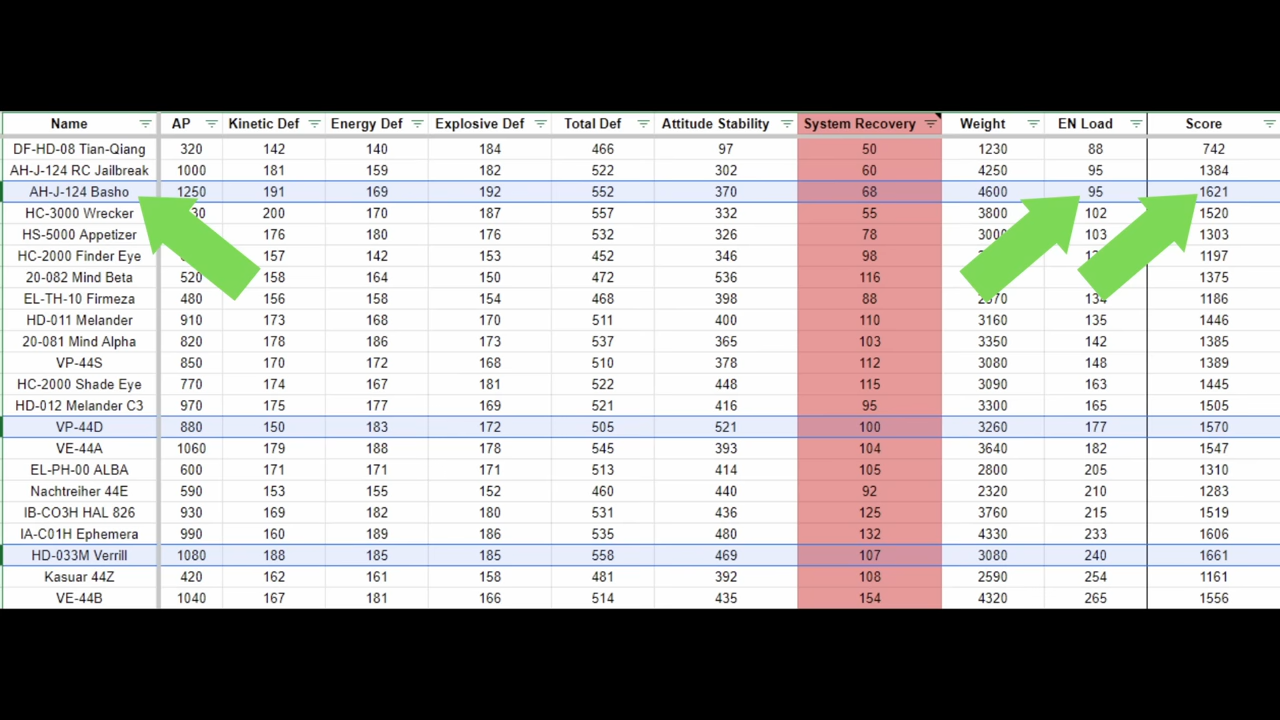 Name AP Kinetic Def Energy Def Explosive Def Total Def Attitude Stability System Recovery Weight EN Load Score
DF-HD-08 Tian-Qiang 320 142 140 184 466 97 50 1230 88 742
AH-J-124 RC Jailbreak 1000 181 159 182 522 302 60 4250 95 1384
AH-J-124 Basho 1250 191 169 192 552 370 68 4600 95 1621
HC-3000 Wrecker 200 170 187 557 332 55 3800 102 1520
HS-5000 Appetizer 176 180 176 532 326 78 103 1303
HC-2000 Finder Eye 157 142 153 452 346 98 1197
20-082 Mind Beta 520 158 164 150 472 536 116 1375
EL-TH-10 Firmeza 480 156 158 154 468 398 88 134 1186
HD-011 Melander 910 173 168 170 511 400 110 3160 135 1446
20-081 Mind Alpha 820 178 186 173 537 365 103 3350 142 1385
VP-44S 850 170 172 168 510 378 112 3080 148 1389
HC-2000 Shade Eye 770 174 167 181 522 448 115 3090 163 1445
HD-012 Melander C3 970 175 177 169 521 416 95 3300 165 1505
VP-44D 880 150 183 172 505 521 100 3260 177 1570
VE-44A 1060 179 188 178 545 393 104 3640 182 1547
EL-PH-00 ALBA 600 171 171 171 513 414 105 2800 205 1310
Nachtreiher 44E 590 153 155 152 460 440 92 2320 210 1283
IB-CO3H HAL 826 930 169 182 180 531 436 125 3760 215 1519
IA-C01H Ephemera 990 160 189 186 535 480 132 4330 233 1606
HD-033M Verrill 1080 188 185 185 558 469 107 3080 240 1661
Kasuar 44Z 420 162 161 158 481 392 108 2590 254 1161
VE-44B 1040 167 181 166 514 435 154 4320 265 1556